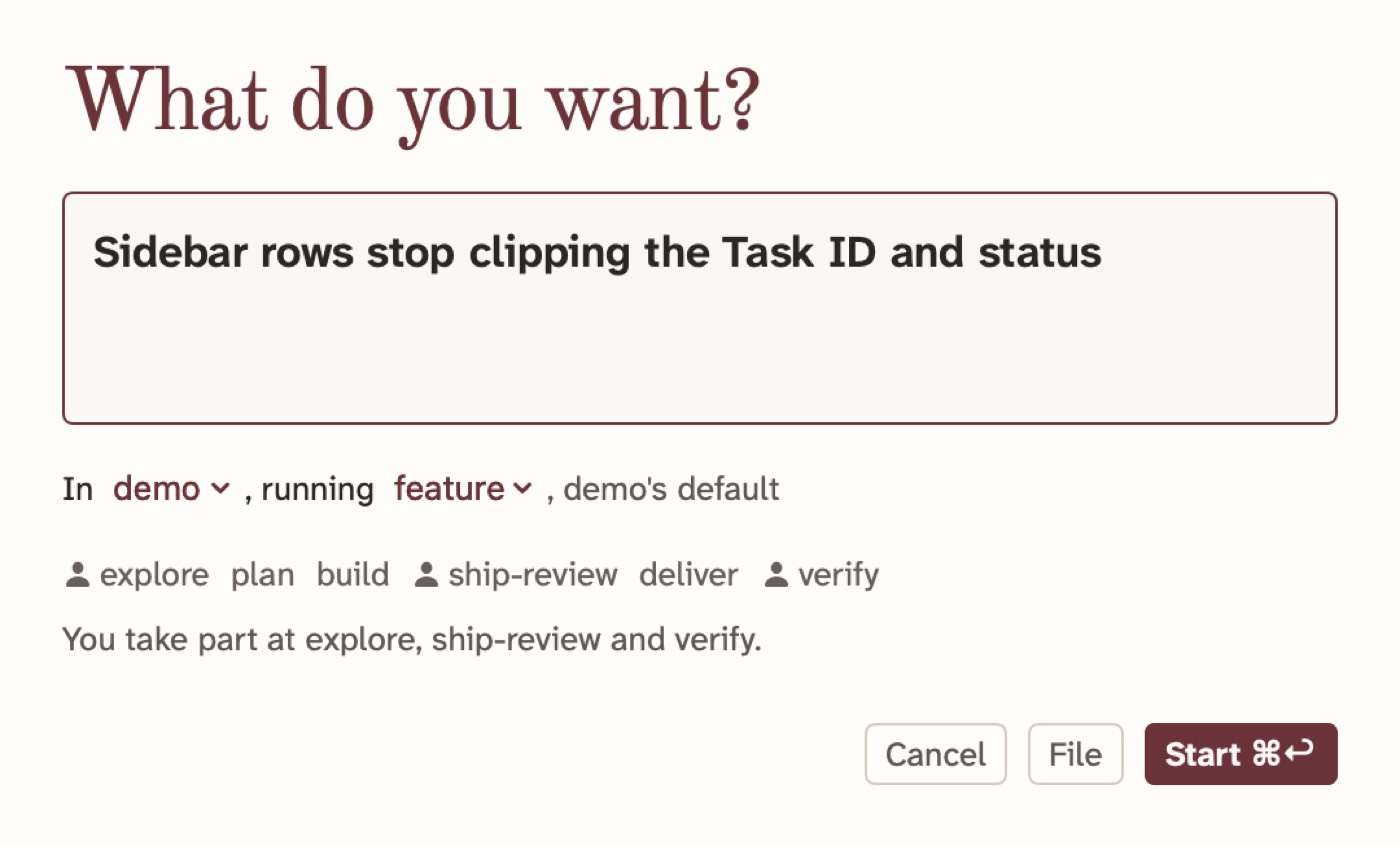 What do you want?
Sidebar rows stop clipping the Task ID and status
In demo , running feature , demo's default
explore plan build ship-review deliver verify
You take part at explore, ship-review and verify.
Cancel File Start ⌘↩